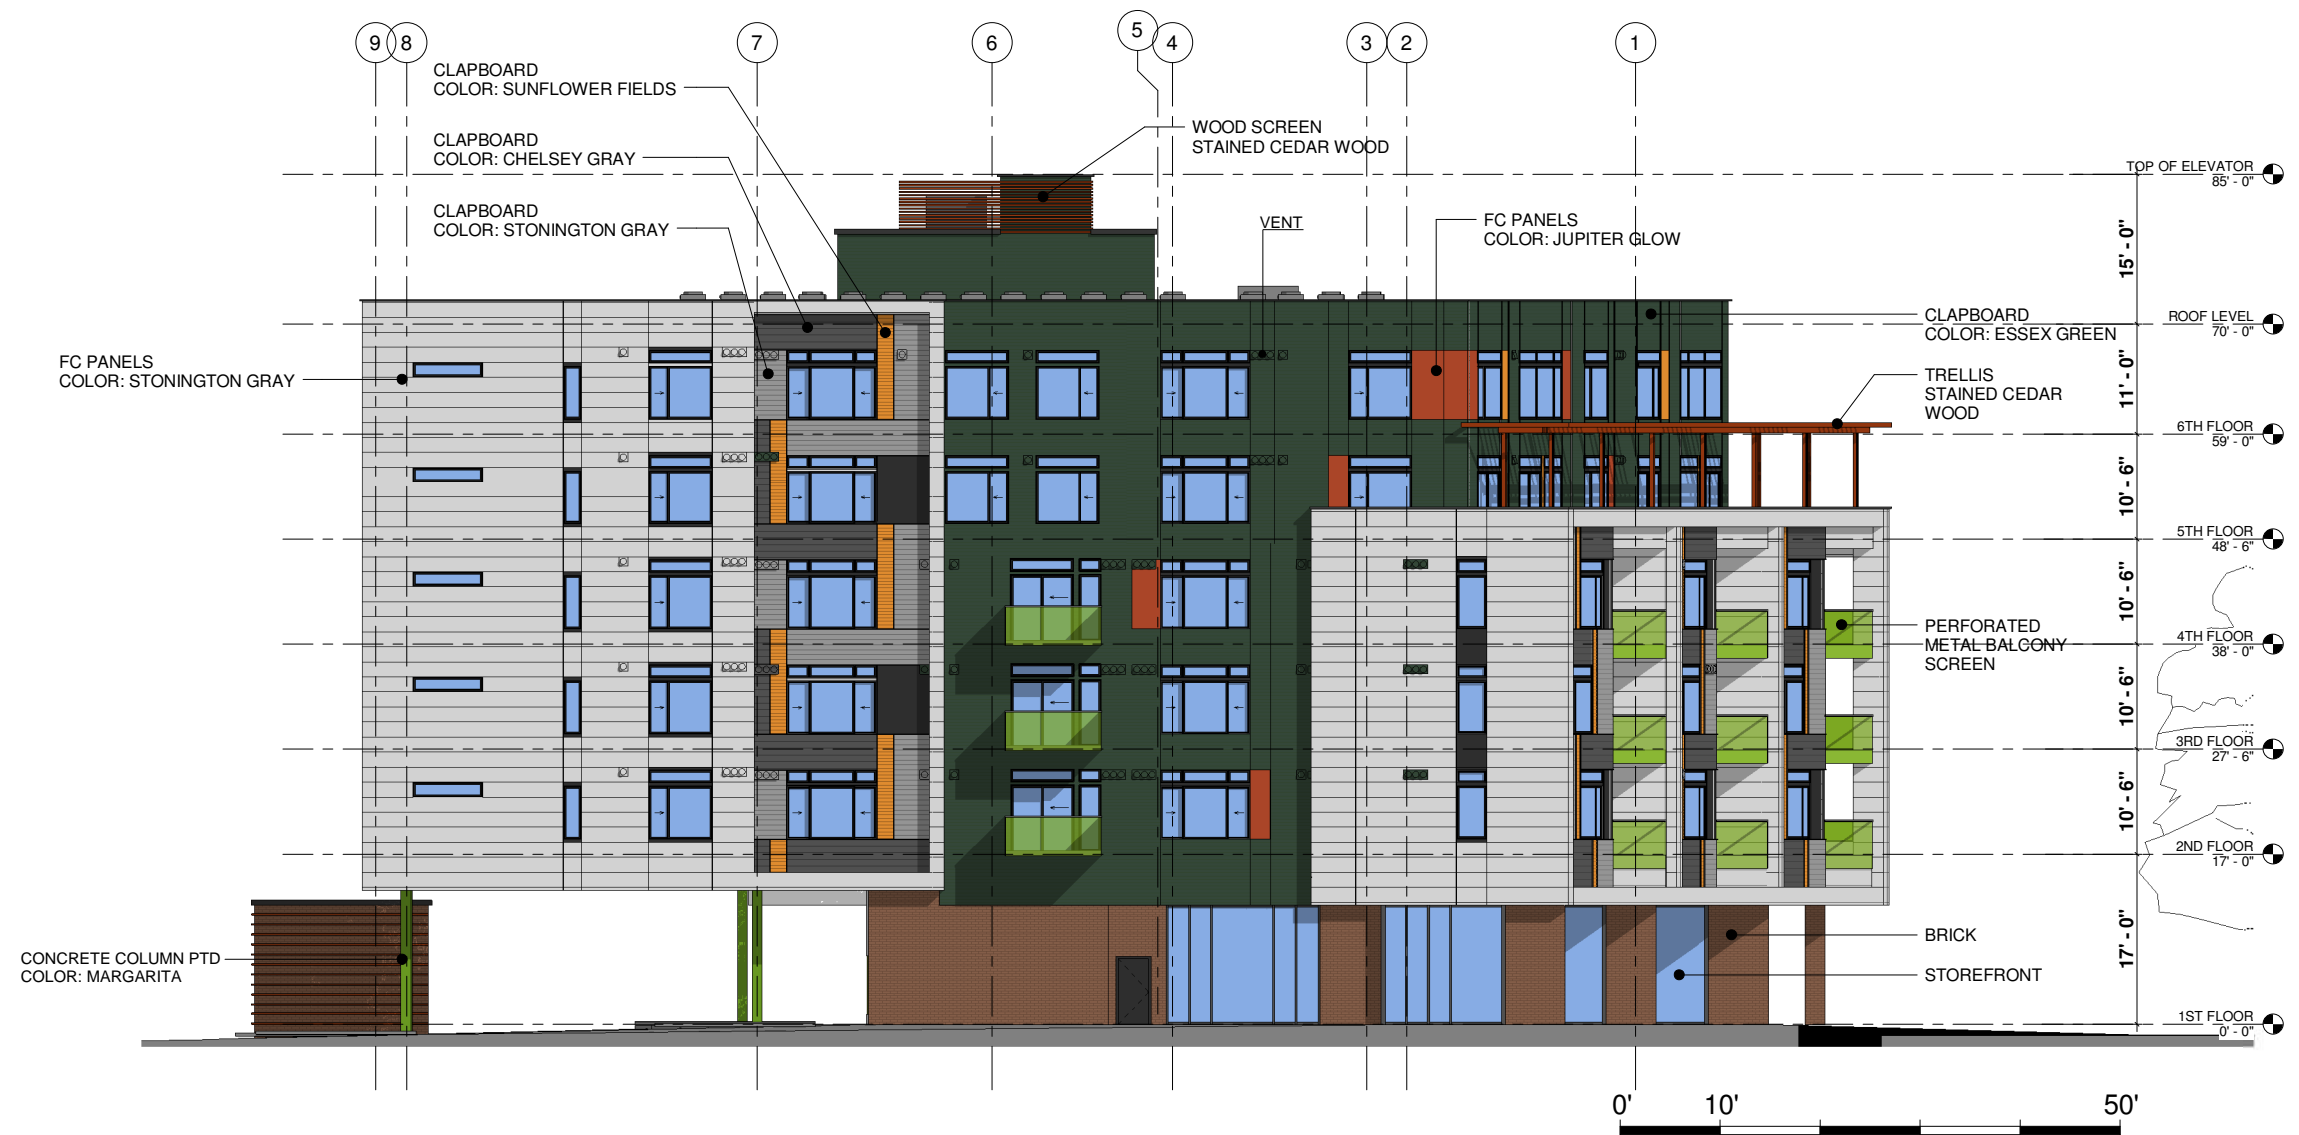 9
8
7
6
5
4
3
2
1
CLAPBOARD
COLOR: SUNFLOWER FIELDS
CLAPBOARD
COLOR: CHELSEY GRAY
CLAPBOARD
COLOR: STONINGTON GRAY
WOOD SCREEN
STAINED CEDAR WOOD
VENT
FC PANELS
COLOR: JUPITER GLOW
FC PANELS
COLOR: STONINGTON GRAY
CONCRETE COLUMN PTD
COLOR: MARGARITA
CLAPBOARD
COLOR: ESSEX GREEN
TRELLIS
STAINED CEDAR
WOOD
PERFORATED
METAL BALCONY
SCREEN
BRICK
STOREFRONT
TOP OF ELEVATOR
85' - 0"
15' - 0"
ROOF LEVEL
70' - 0"
11' - 0"
6TH FLOOR
59' - 0"
10' - 6"
5TH FLOOR
48' - 6"
10' - 6"
4TH FLOOR
38' - 0"
10' - 6"
3RD FLOOR
27' - 6"
10' - 6"
2ND FLOOR
17' - 0"
17' - 0"
1ST FLOOR
0' - 0"
0'
10'
50'